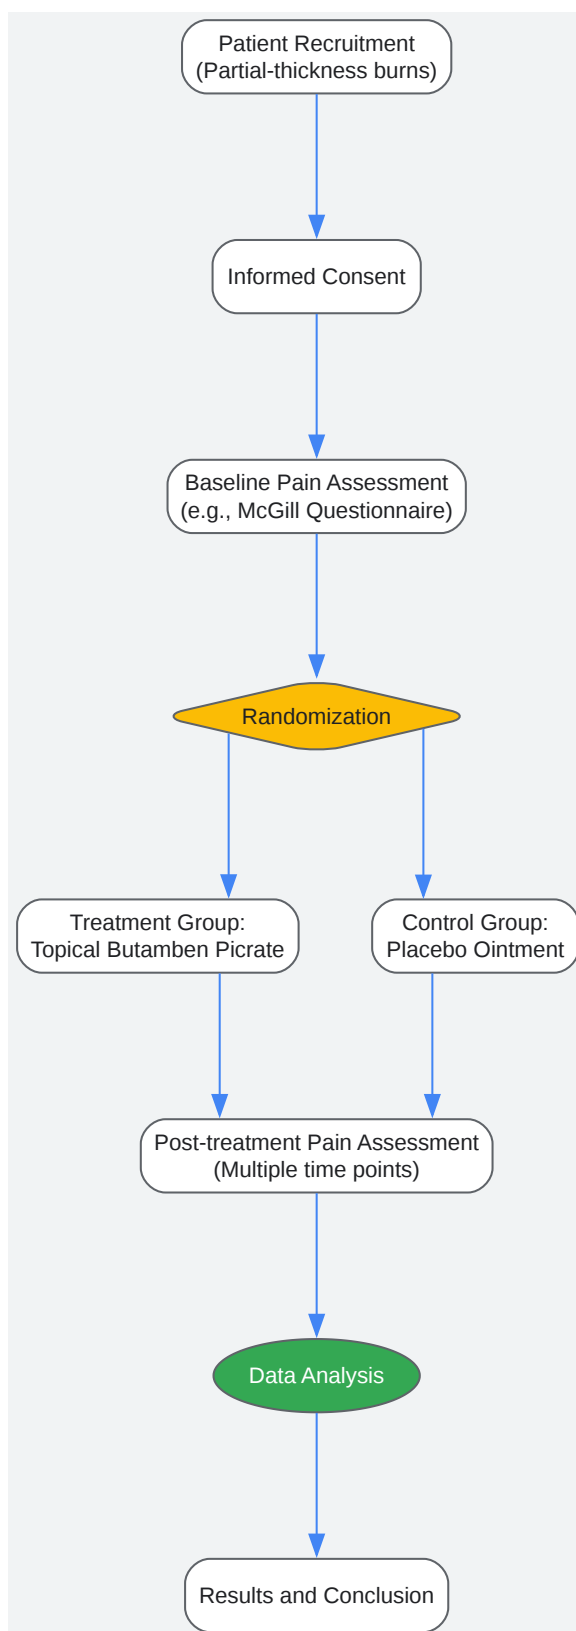 Patient Recruitment
(Partial-thickness burns)
Informed Consent
Baseline Pain Assessment
(e.g., McGill Questionnaire)
Randomization
Treatment Group:
Topical Butamben Picrate
Control Group:
Placebo Ointment
Post-treatment Pain Assessment
(Multiple time points)
Data Analysis
Results and Conclusion